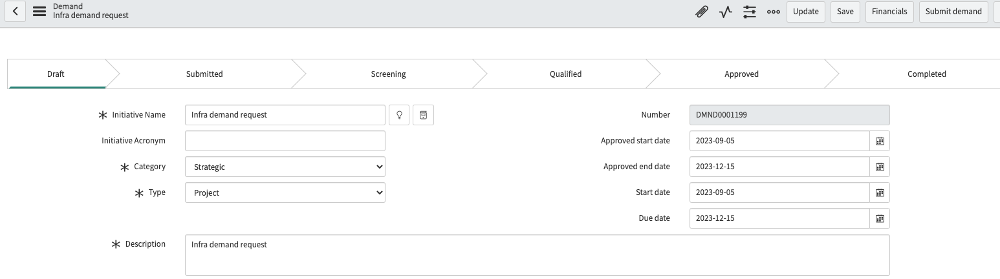 Demand
Infra demand request
Update
Save
Financials
Submit demand
Draft
Submitted
Screening
Qualified
Approved
Completed
Initiative Name
Infra demand request
Number
DMND0001199
Initiative Acronym
Approved start date
2023-09-05
Category
Strategic
Approved end date
2023-12-15
Type
Project
Start date
2023-09-05
Due date
2023-12-15
Description
Infra demand request